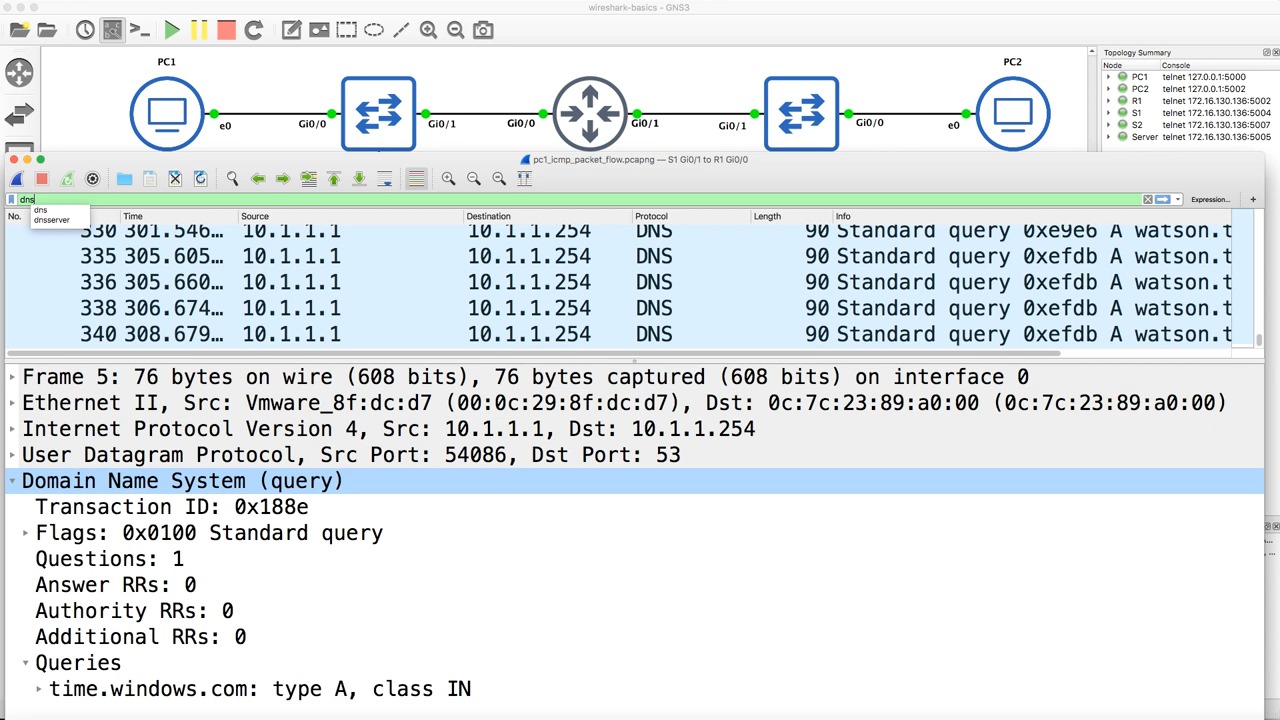 wireshark-basics - GNS3
PC1
PC2
e0
Gi0/0
Gi0/1
Gi0/0
Gi0/1
Gi0/1
Gi0/0
e0
Topology Summary
Node Console
PC1 telnet 127.0.0.1:5000
PC2 telnet 127.0.0.1:5002
R1 telnet 172.16.130.136:5002
S1 telnet 172.16.130.136:5004
S2 telnet 172.16.130.136:5007
Server telnet 172.16.130.136:5005
pc1_icmp_packet_flow.pcapng — S1 Gi0/1 to R1 Gi0/0
dns
Expression...
+
dns
dnsserver
No. Time Source Destination Protocol Length Info
330 301.546… 10.1.1.1 10.1.1.254 DNS 90 Standard query 0xe9e6 A watson.t
335 305.605… 10.1.1.1 10.1.1.254 DNS 90 Standard query 0xefdb A watson.t
336 305.660… 10.1.1.1 10.1.1.254 DNS 90 Standard query 0xefdb A watson.t
338 306.674… 10.1.1.1 10.1.1.254 DNS 90 Standard query 0xefdb A watson.t
340 308.679… 10.1.1.1 10.1.1.254 DNS 90 Standard query 0xefdb A watson.t
Frame 5: 76 bytes on wire (608 bits), 76 bytes captured (608 bits) on interface 0
Ethernet II, Src: Vmware_8f:dc:d7 (00:0c:29:8f:dc:d7), Dst: 0c:7c:23:89:a0:00 (0c:7c:23:89:a0:00)
Internet Protocol Version 4, Src: 10.1.1.1, Dst: 10.1.1.254
User Datagram Protocol, Src Port: 54086, Dst Port: 53
Domain Name System (query)
Transaction ID: 0x188e
Flags: 0x0100 Standard query
Questions: 1
Answer RRs: 0
Authority RRs: 0
Additional RRs: 0
Queries
time.windows.com: type A, class IN